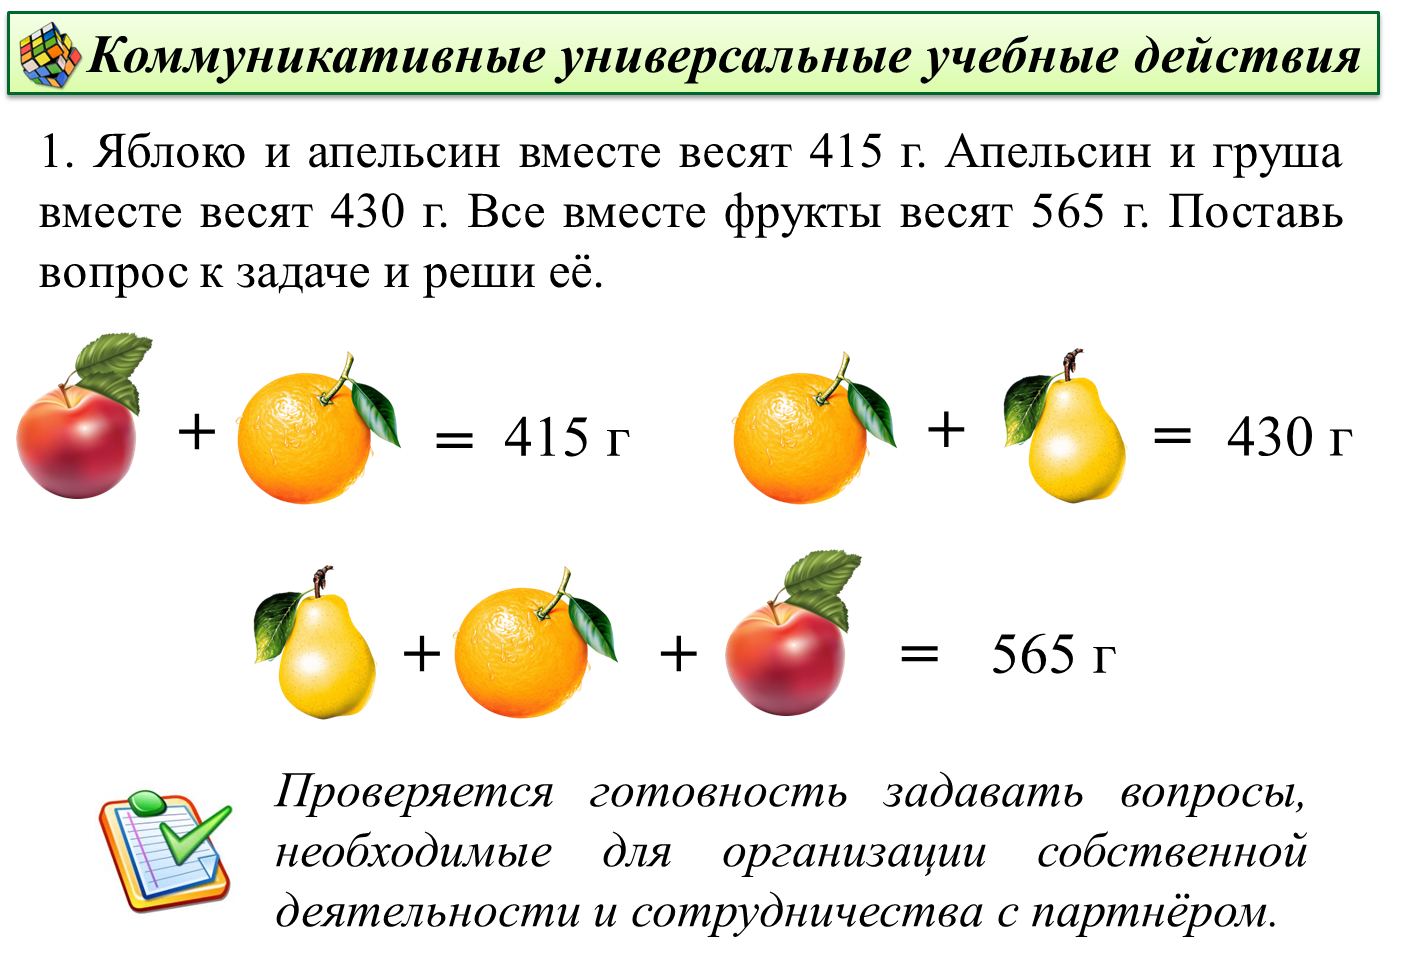 Коммуникативные универсальные учебные действия
1. Яблоко и апельсин вместе весят 415 г. Апельсин и груша
вместе весят 430 г. Все вместе фрукты весят 565 г. Поставь
вопрос к задаче и реши её.
+ = 415 г + = 430 г
+ + = 565 г
Проверяется готовность задавать вопросы,
необходимые для организации собственной
деятельности и сотрудничества с партнёром.